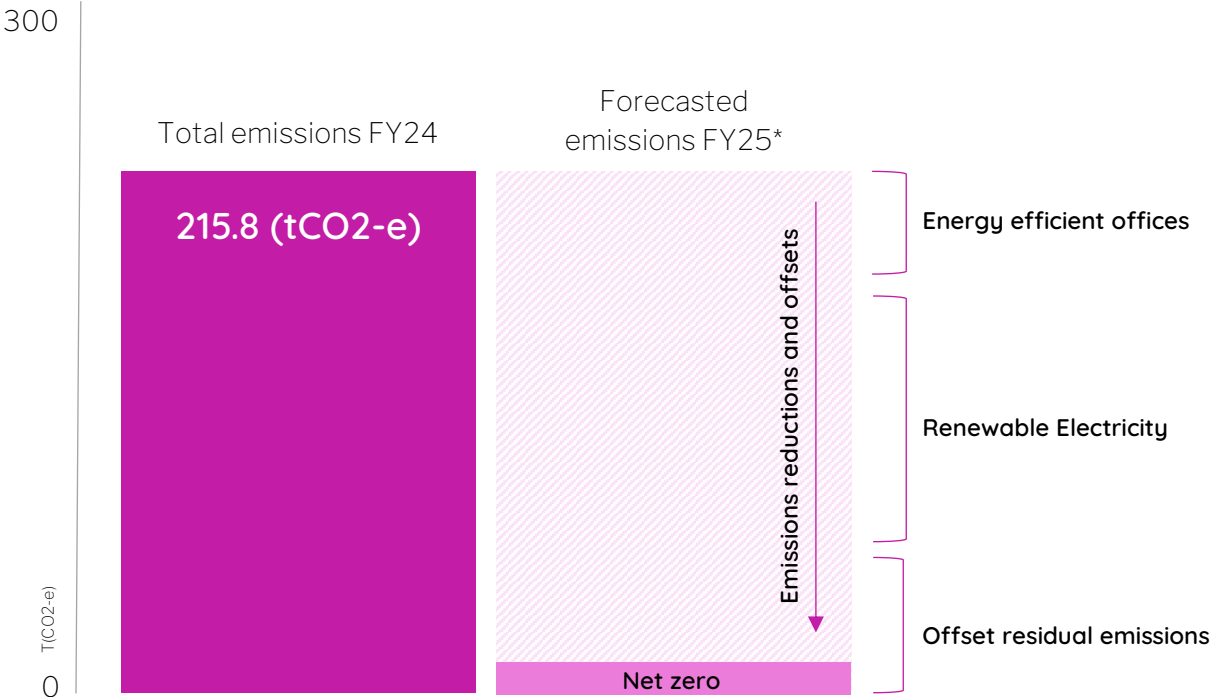 300
Total emissions FY24
Forecasted
emissions FY25*
215.8 (tCO2-e)
Emissions reductions and offsets
Energy efficient offices
Renewable Electricity
Offset residual emissions
Net zero
T(CO2-e)
0